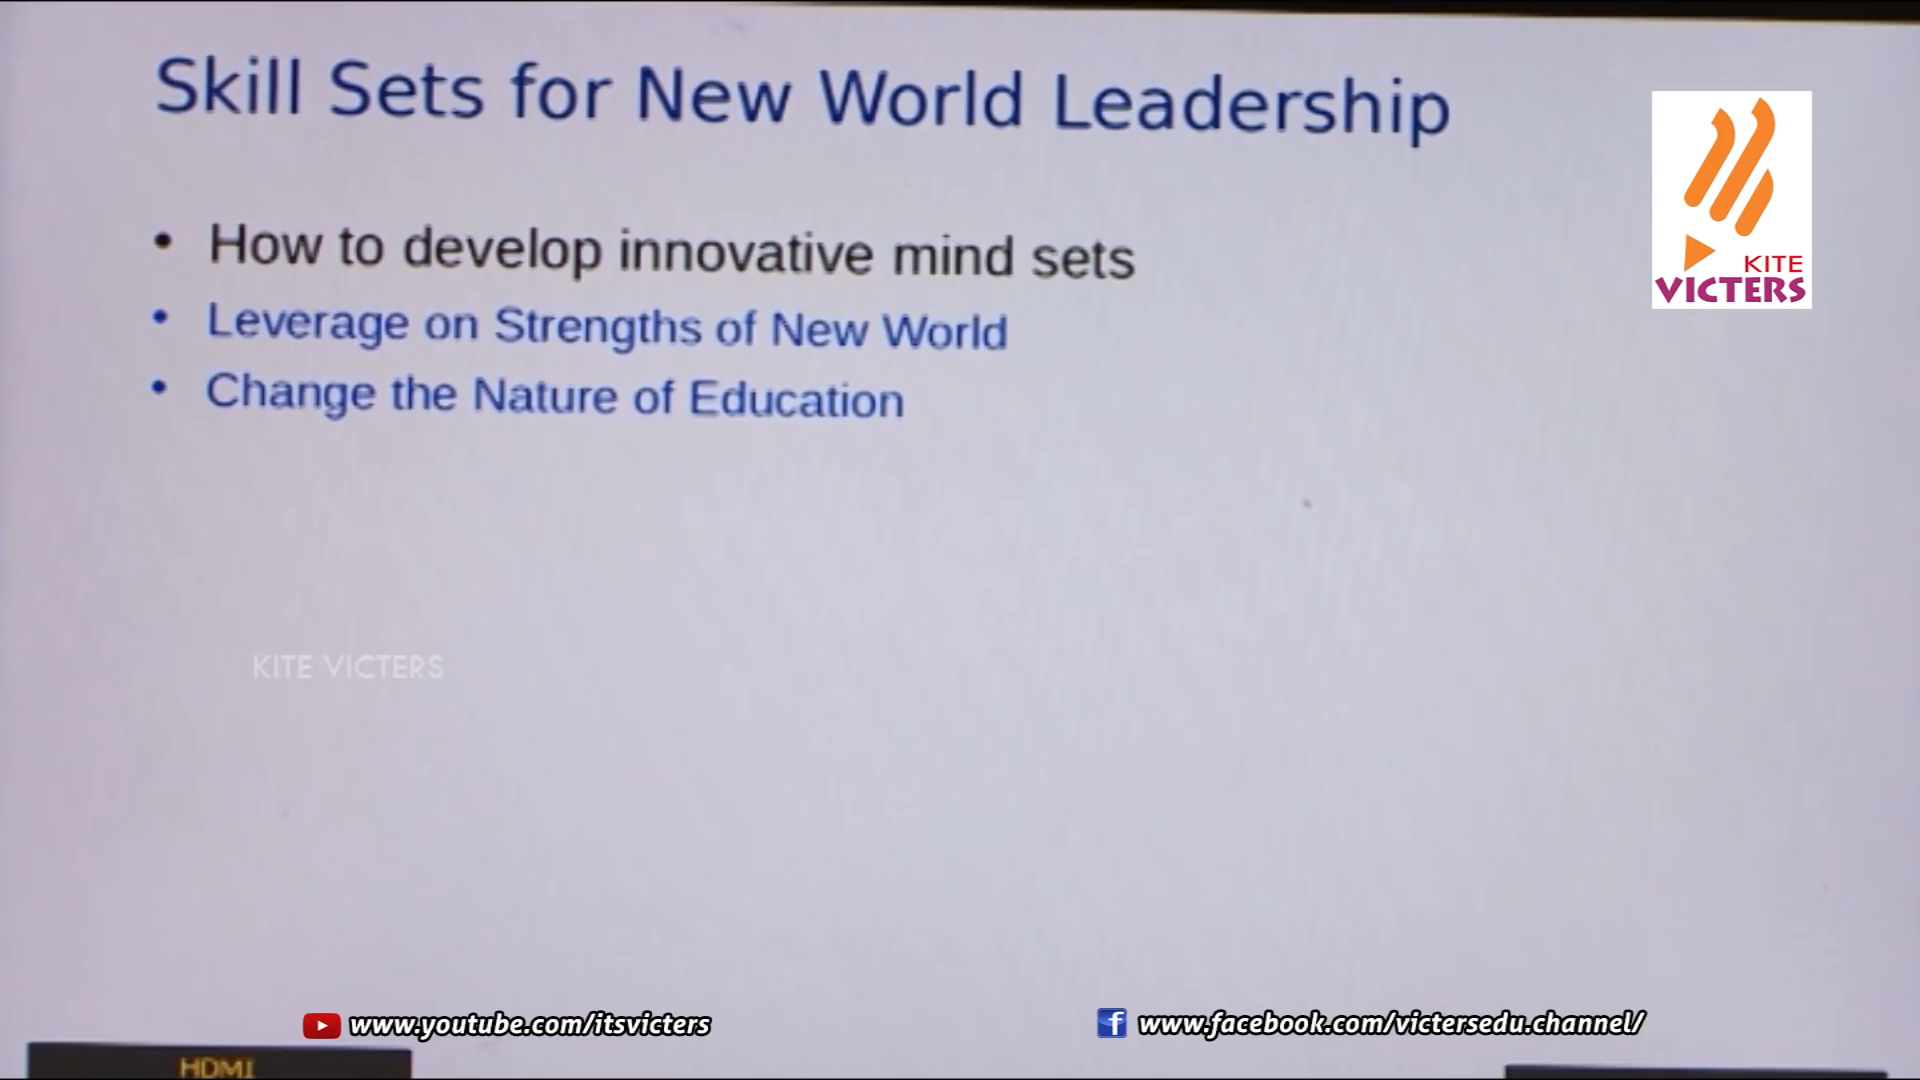 Skill Sets for New World Leadership
• How to develop innovative mind sets
• Leverage on Strengths of New World
• Change the Nature of Education
KITE
VICTERS
KITE VICTERS
www.youtube.com/itsvicters
www.facebook.com/victersedu.channel/
HDMI